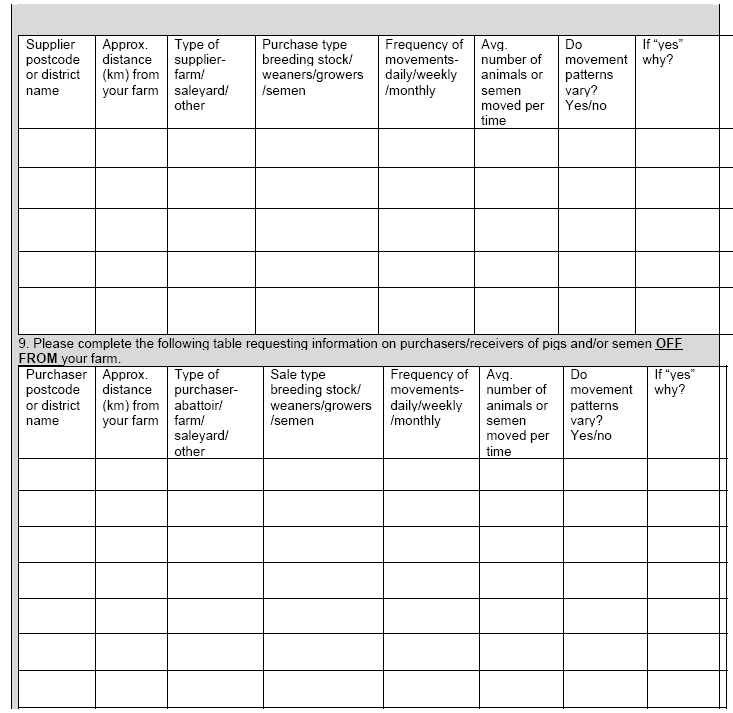 Supplier postcode or district name
Approx. distance (km) from your farm
Type of supplier- farm/ saleyard/ other
Purchase type breeding stock/ weaners/growers /semen
Frequency of movements- daily/weekly /monthly
Avg. number of animals or semen moved per time
Do movement patterns vary? Yes/no
If “yes” why?
9. Please complete the following table requesting information on purchasers/receivers of pigs and/or semen OFF
FROM your farm.
Purchaser postcode or district name
Approx. distance (km) from your farm
Type of purchaser- abattoir/ farm/ saleyard/ other
Sale type breeding stock/ weaners/growers /semen
Frequency of movements- daily/weekly /monthly
Avg. number of animals or semen moved per time
Do movement patterns vary? Yes/no
If “yes” why?